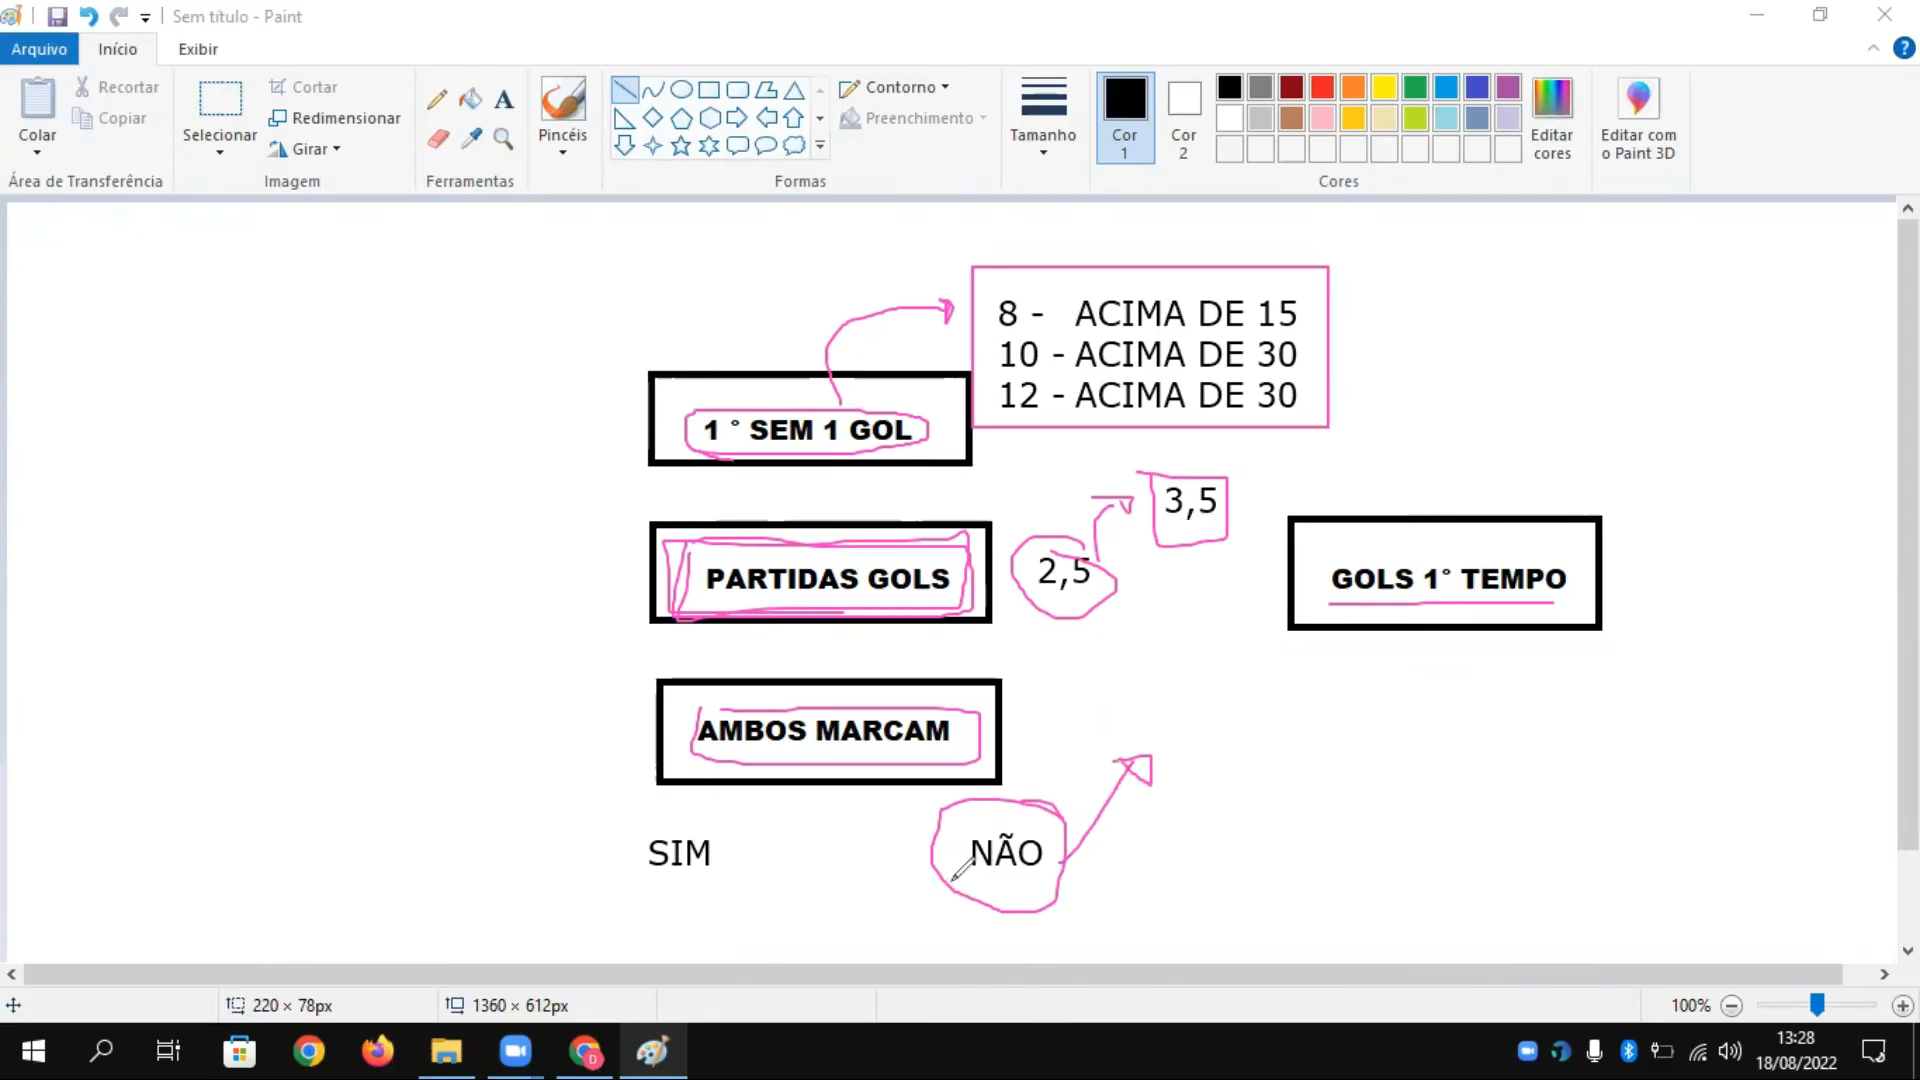 Sem título - Paint
Arquivo
Início
Exibir
Colar
Recortar
Copiar
Área de Transferência
Selecionar
Cortar
Redimensionar
Girar
Imagem
A
Ferramentas
Pincéis
Contorno
Preenchimento
Formas
Tamanho
Cor
1
Cor
2
Editar
cores
Cores
Editar com
o Paint 3D
8 - ACIMA DE 15
10 - ACIMA DE 30
12 - ACIMA DE 30
1 ° SEM 1 GOL
3,5
PARTIDAS GOLS
2,5
GOLS 1° TEMPO
AMBOS MARCAM
SIM
NÃO
220 × 78px
1360 × 612px
100%
D
13:28
18/08/2022